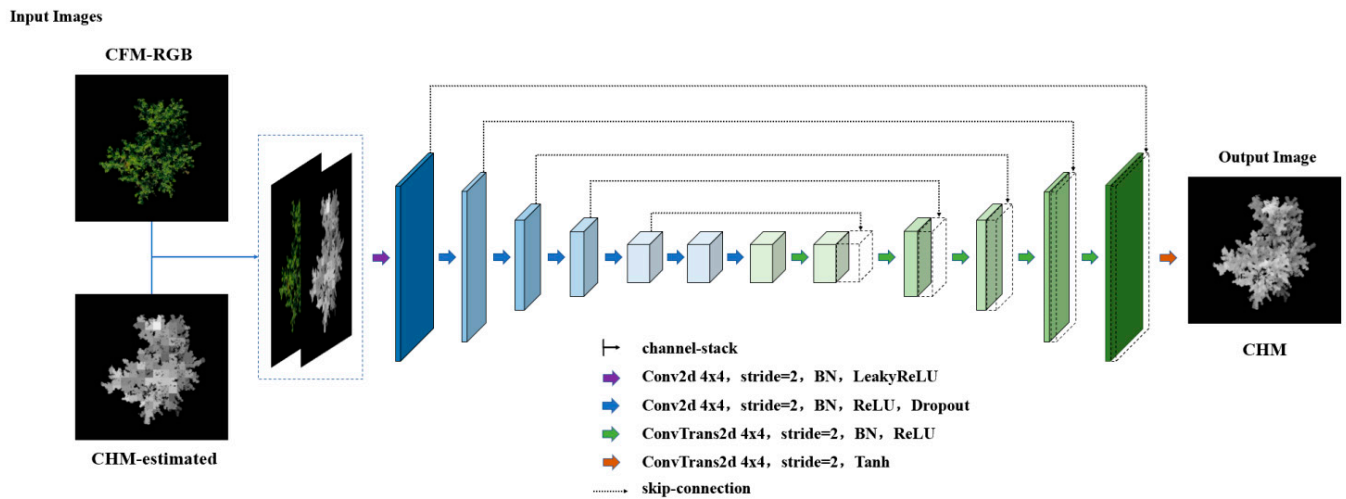 Input Images
CFM-RGB
CHM-estimated
Output Image
CHM
channel-stack
Conv2d 4x4，stride=2，BN，LeakyReLU
Conv2d 4x4，stride=2，BN，ReLU，Dropout
ConvTrans2d 4x4，stride=2，BN，ReLU
ConvTrans2d 4x4，stride=2，Tanh
skip-connection